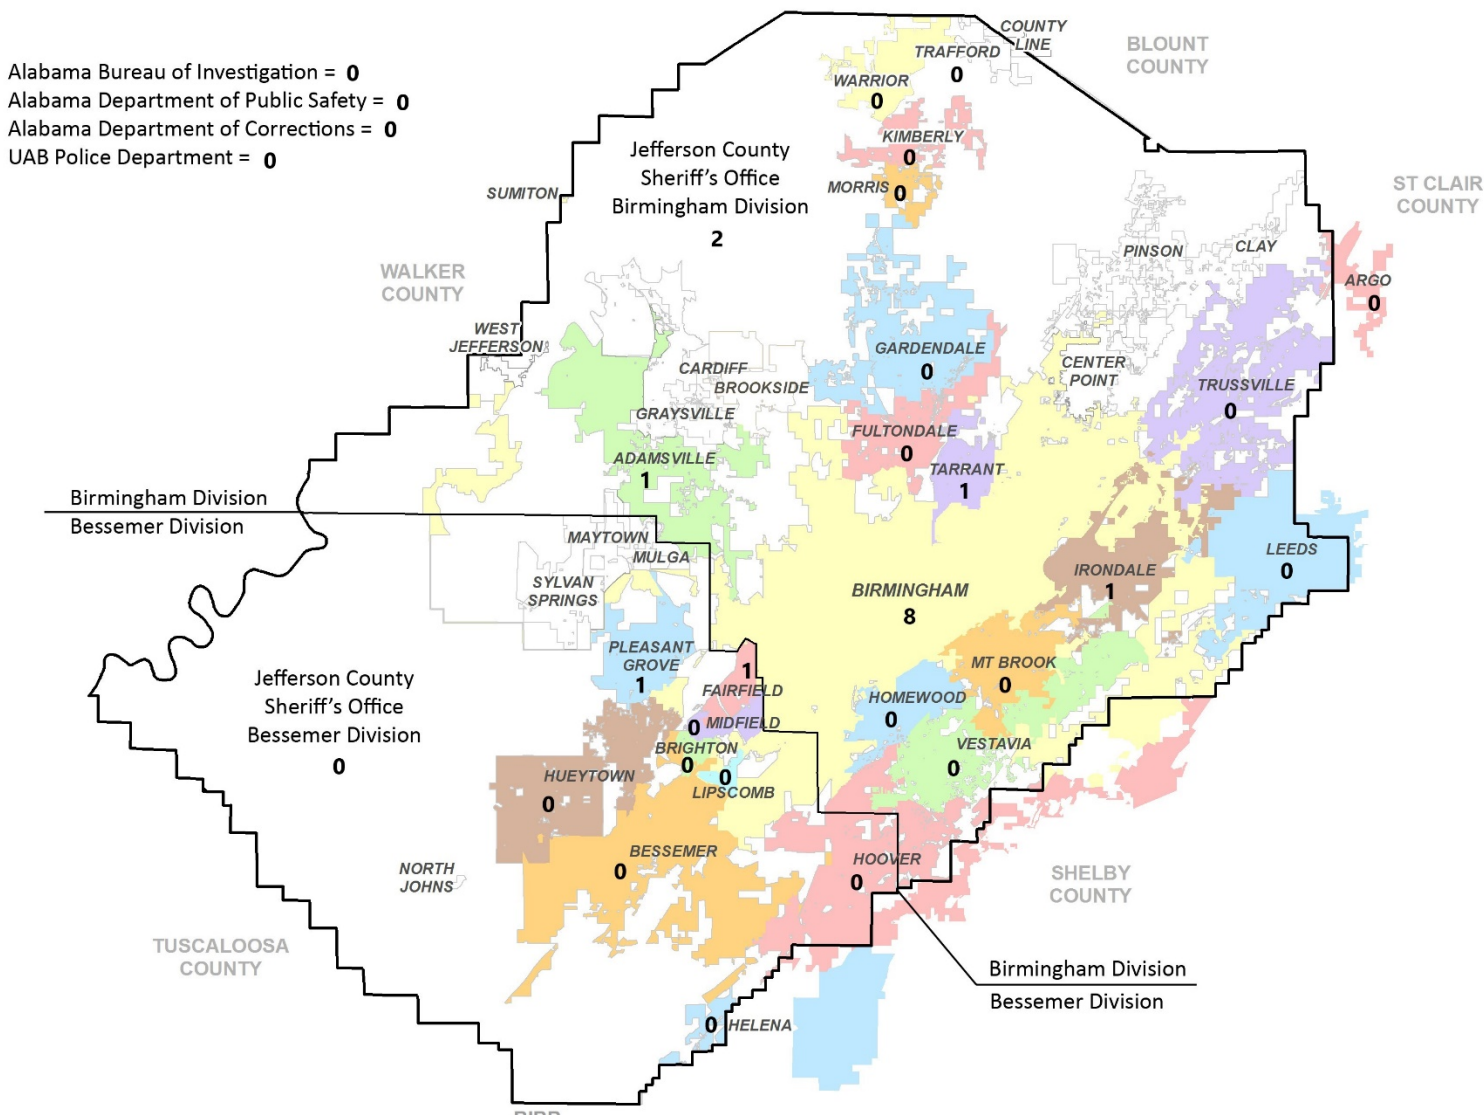 COUNTY
LINE
TRAFFORD
0
BLOUNT
COUNTY
Alabama Bureau of Investigation = 0
Alabama Department of Public Safety = 0
Alabama Department of Corrections = 0
UAB Police Department = 0
WARRIOR
0
KIMBERLY
0
MORRIS
0
Jefferson County
Sheriff's Office
Birmingham Division
2
SUMITON
ST CLAIR
COUNTY
PINSON
CLAY
ARGO
0
WALKER
COUNTY
WEST
JEFFERSON
GARDENDALE
0
CARDIFF
BROOKSIDE
GRAYSVILLE
CENTER
POINT
TRUSSVILLE
0
FULTONDALE
0
ADAMSVILLE
1
TARRANT
1
Birmingham Division
Bessemer Division
MAYTOWN
MULGA
SYLVAN
SPRINGS
LEEDS
0
IRONDALE
1
BIRMINGHAM
8
PLEASANT
GROVE
1
1
FAIRFIELD
MT BROOK
0
HOMEWOOD
0
Jefferson County
Sheriff's Office
Bessemer Division
0
0
MIDFIELD
BRIGHTON
0
0
LIPSCOMB
VESTAVIA
0
HUEYTOWN
0
BESSEMER
0
HOOVER
0
NORTH
JOHNS
SHELBY
COUNTY
TUSCALOOSA
COUNTY
Birmingham Division
Bessemer Division
0
HELENA
BIBB